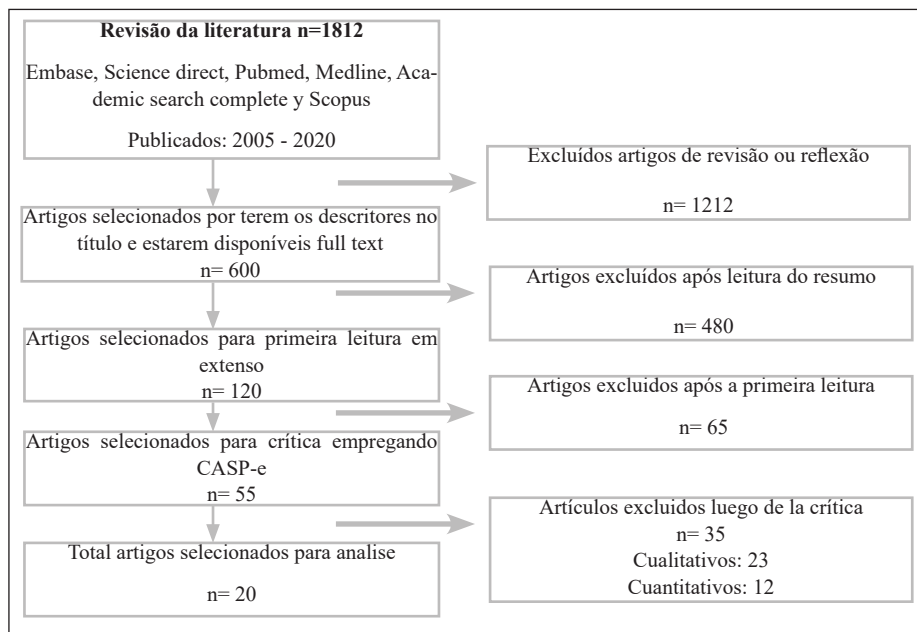 Revisão da literatura n=1812
Embase, Science direct, Pubmed, Medline, Aca-
demic search complete y Scopus
Publicados: 2005 - 2020
Excluídos artigos de revisão ou reflexão
n= 1212
Artigos selecionados por terem os descritores no
título e estarem disponíveis full text
n= 600
Artigos excluídos após leitura do resumo
n= 480
Artigos selecionados para primeira leitura em
extenso
n= 120
Artigos excluidos após a primeira leitura
n= 65
Artigos selecionados para crítica empregando
CASP-e
n= 55
Artículos excluidos luego de la crítica
n= 35
Cualitativos: 23
Cuantitativos: 12
Total artigos selecionados para analise
n= 20